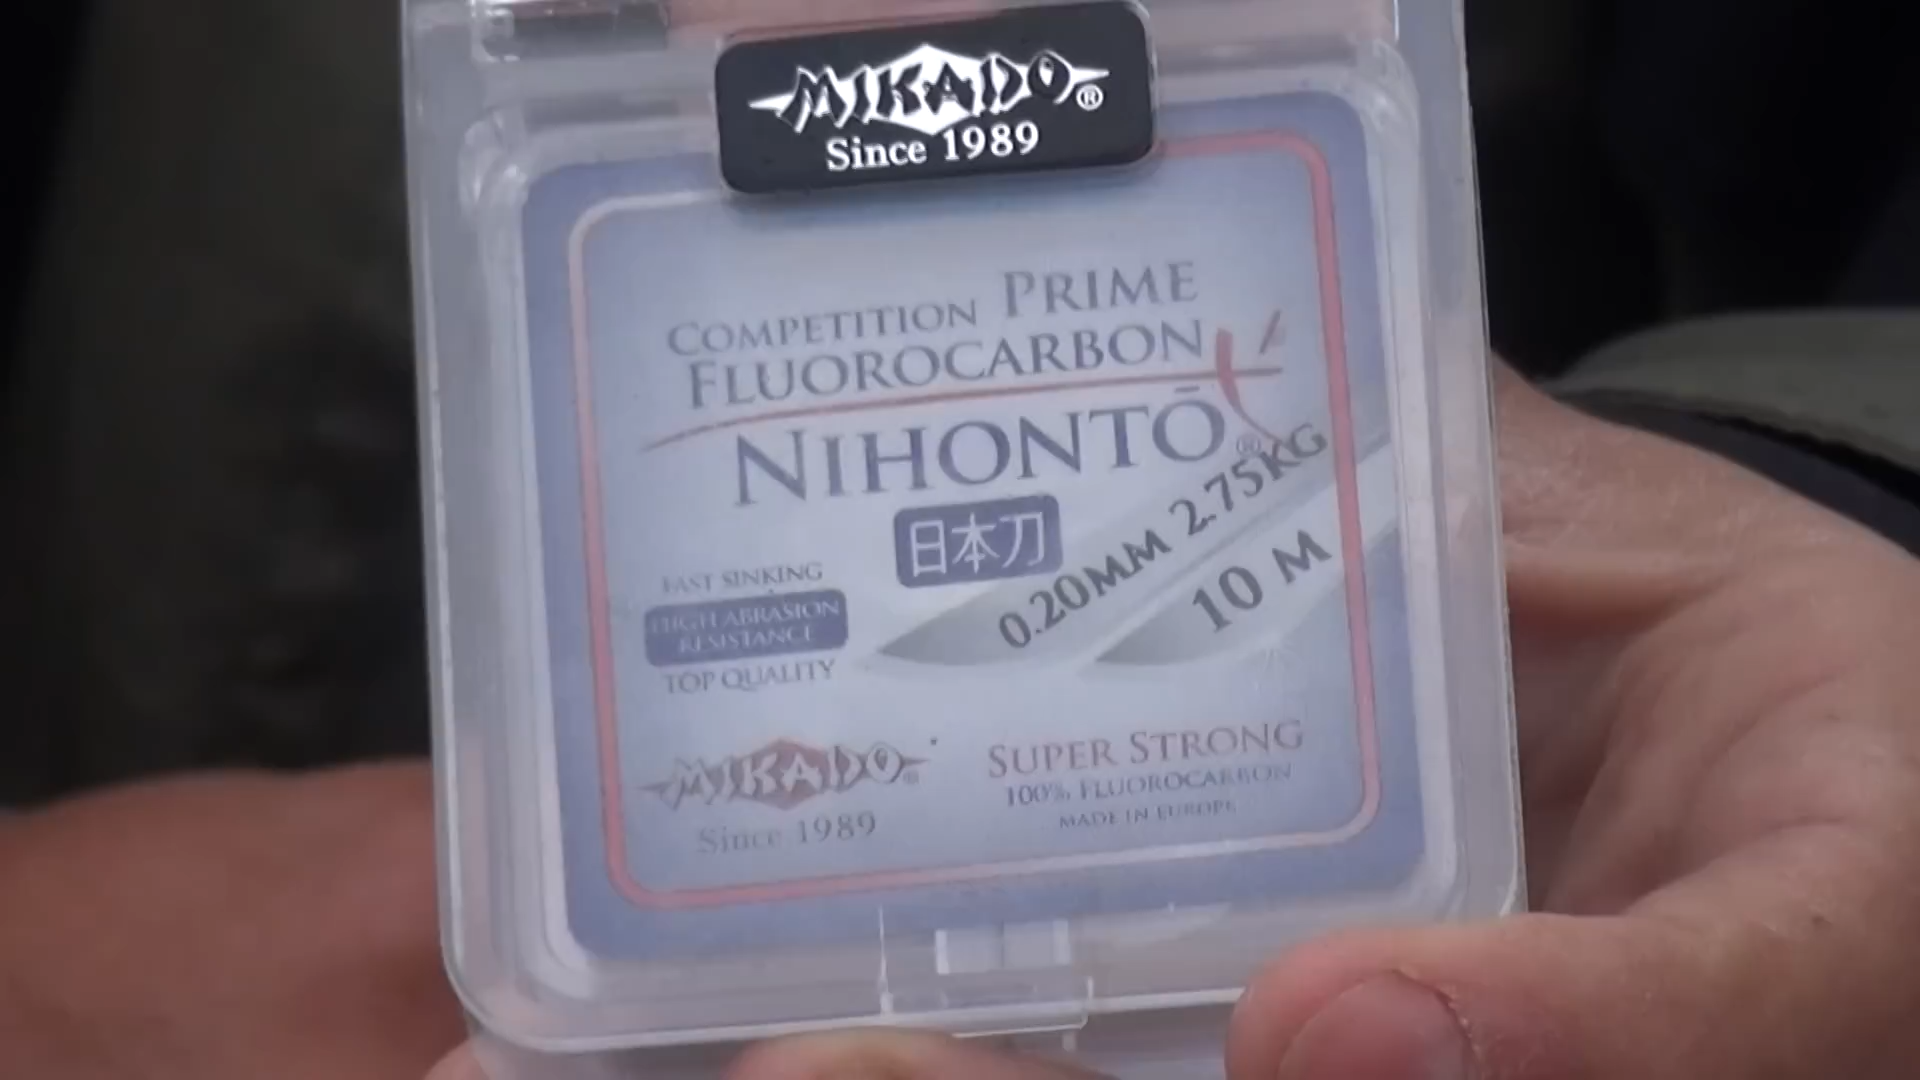 MIKADO®
Since 1989
COMPETITION PRIME
FLUOROCARBON
NIHONTŌ®
日本刀
0.20MM 2.75KG
10 M
FAST SINKING
HIGH ABRASION
RESISTANCE
TOP QUALITY
MIKADO®
Since 1989
SUPER STRONG
100% FLUOROCARBON
MADE IN EUROPE